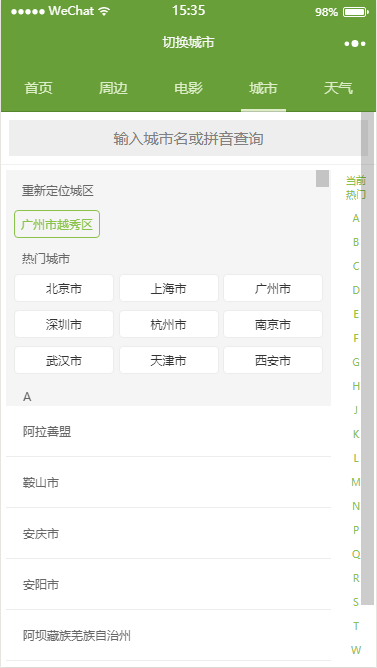 WeChat 15:35 98%
切换城市
首页 周边 电影 城市 天气
输入城市名或拼音查询
重新定位城区
广州市越秀区
热门城市
北京市 上海市 广州市
深圳市 杭州市 南京市
武汉市 天津市 西安市
A
阿拉善盟
鞍山市
安庆市
安阳市
阿坝藏族羌族自治州
当前
热门
A
B
C
D
E
F
G
H
J
K
L
M
N
P
Q
R
S
T
W